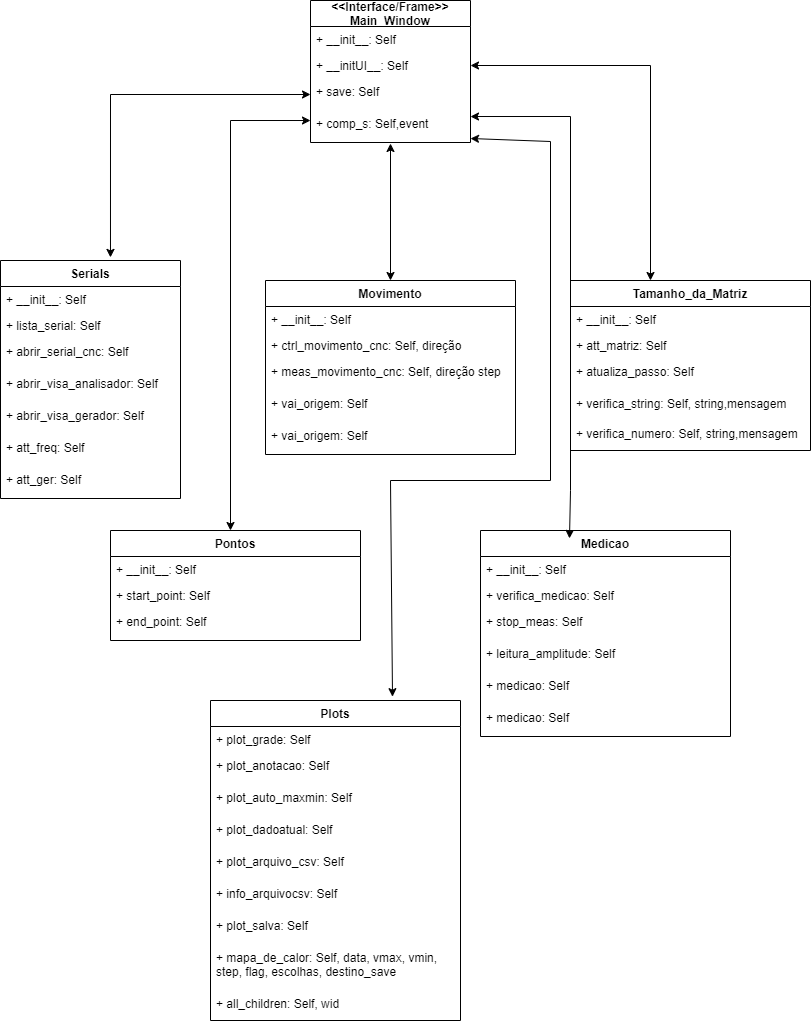 <<Interface/Frame>>
Main_Window
+ __init__: Self
+ __initUI__: Self
+ save: Self
+ comp_s: Self,event
Serials
+ __init__: Self
+ lista_serial: Self
+ abrir_serial_cnc: Self
+ abrir_visa_analisador: Self
+ abrir_visa_gerador: Self
+ att_freq: Self
+ att_ger: Self
Movimento
+ __init__: Self
+ ctrl_movimento_cnc: Self, direção
+ meas_movimento_cnc: Self, direção step
+ vai_origem: Self
+ vai_origem: Self
Tamanho_da_Matriz
+ __init__: Self
+ att_matriz: Self
+ atualiza_passo: Self
+ verifica_string: Self, string,mensagem
+ verifica_numero: Self, string,mensagem
Pontos
+ __init__: Self
+ start_point: Self
+ end_point: Self
Medicao
+ __init__: Self
+ verifica_medicao: Self
+ stop_meas: Self
+ leitura_amplitude: Self
+ medicao: Self
+ medicao: Self
Plots
+ plot_grade: Self
+ plot_anotacao: Self
+ plot_auto_maxmin: Self
+ plot_dadoatual: Self
+ plot_arquivo_csv: Self
+ info_arquivocsv: Self
+ plot_salva: Self
+ mapa_de_calor: Self, data, vmax, vmin,
step, flag, escolhas, destino_save
+ all_children: Self, wid